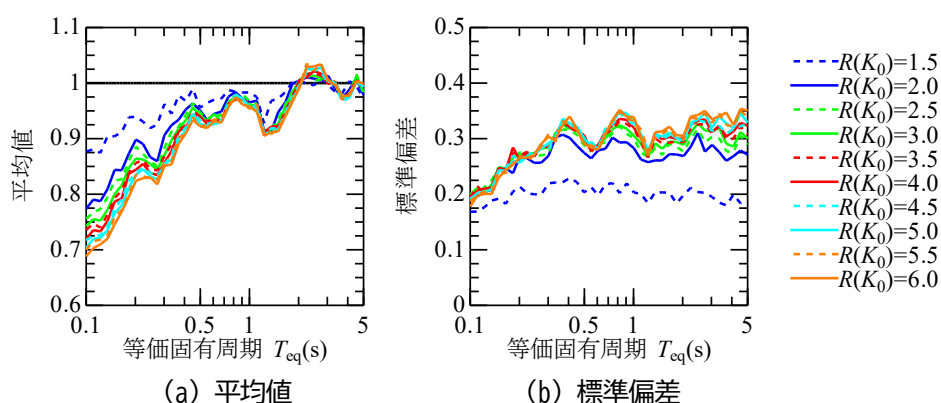 1.1
1
0.9
0.8
0.7
0.6
平均値
0.1
0.5
1
5
等価固有周期 Teq(s)
(a) 平均値
0.5
0.4
0.3
0.2
0.1
0
標準偏差
0.1
0.5
1
5
等価固有周期 Teq(s)
(b) 標準偏差
R(K0)=1.5
R(K0)=2.0
R(K0)=2.5
R(K0)=3.0
R(K0)=3.5
R(K0)=4.0
R(K0)=4.5
R(K0)=5.0
R(K0)=5.5
R(K0)=6.0